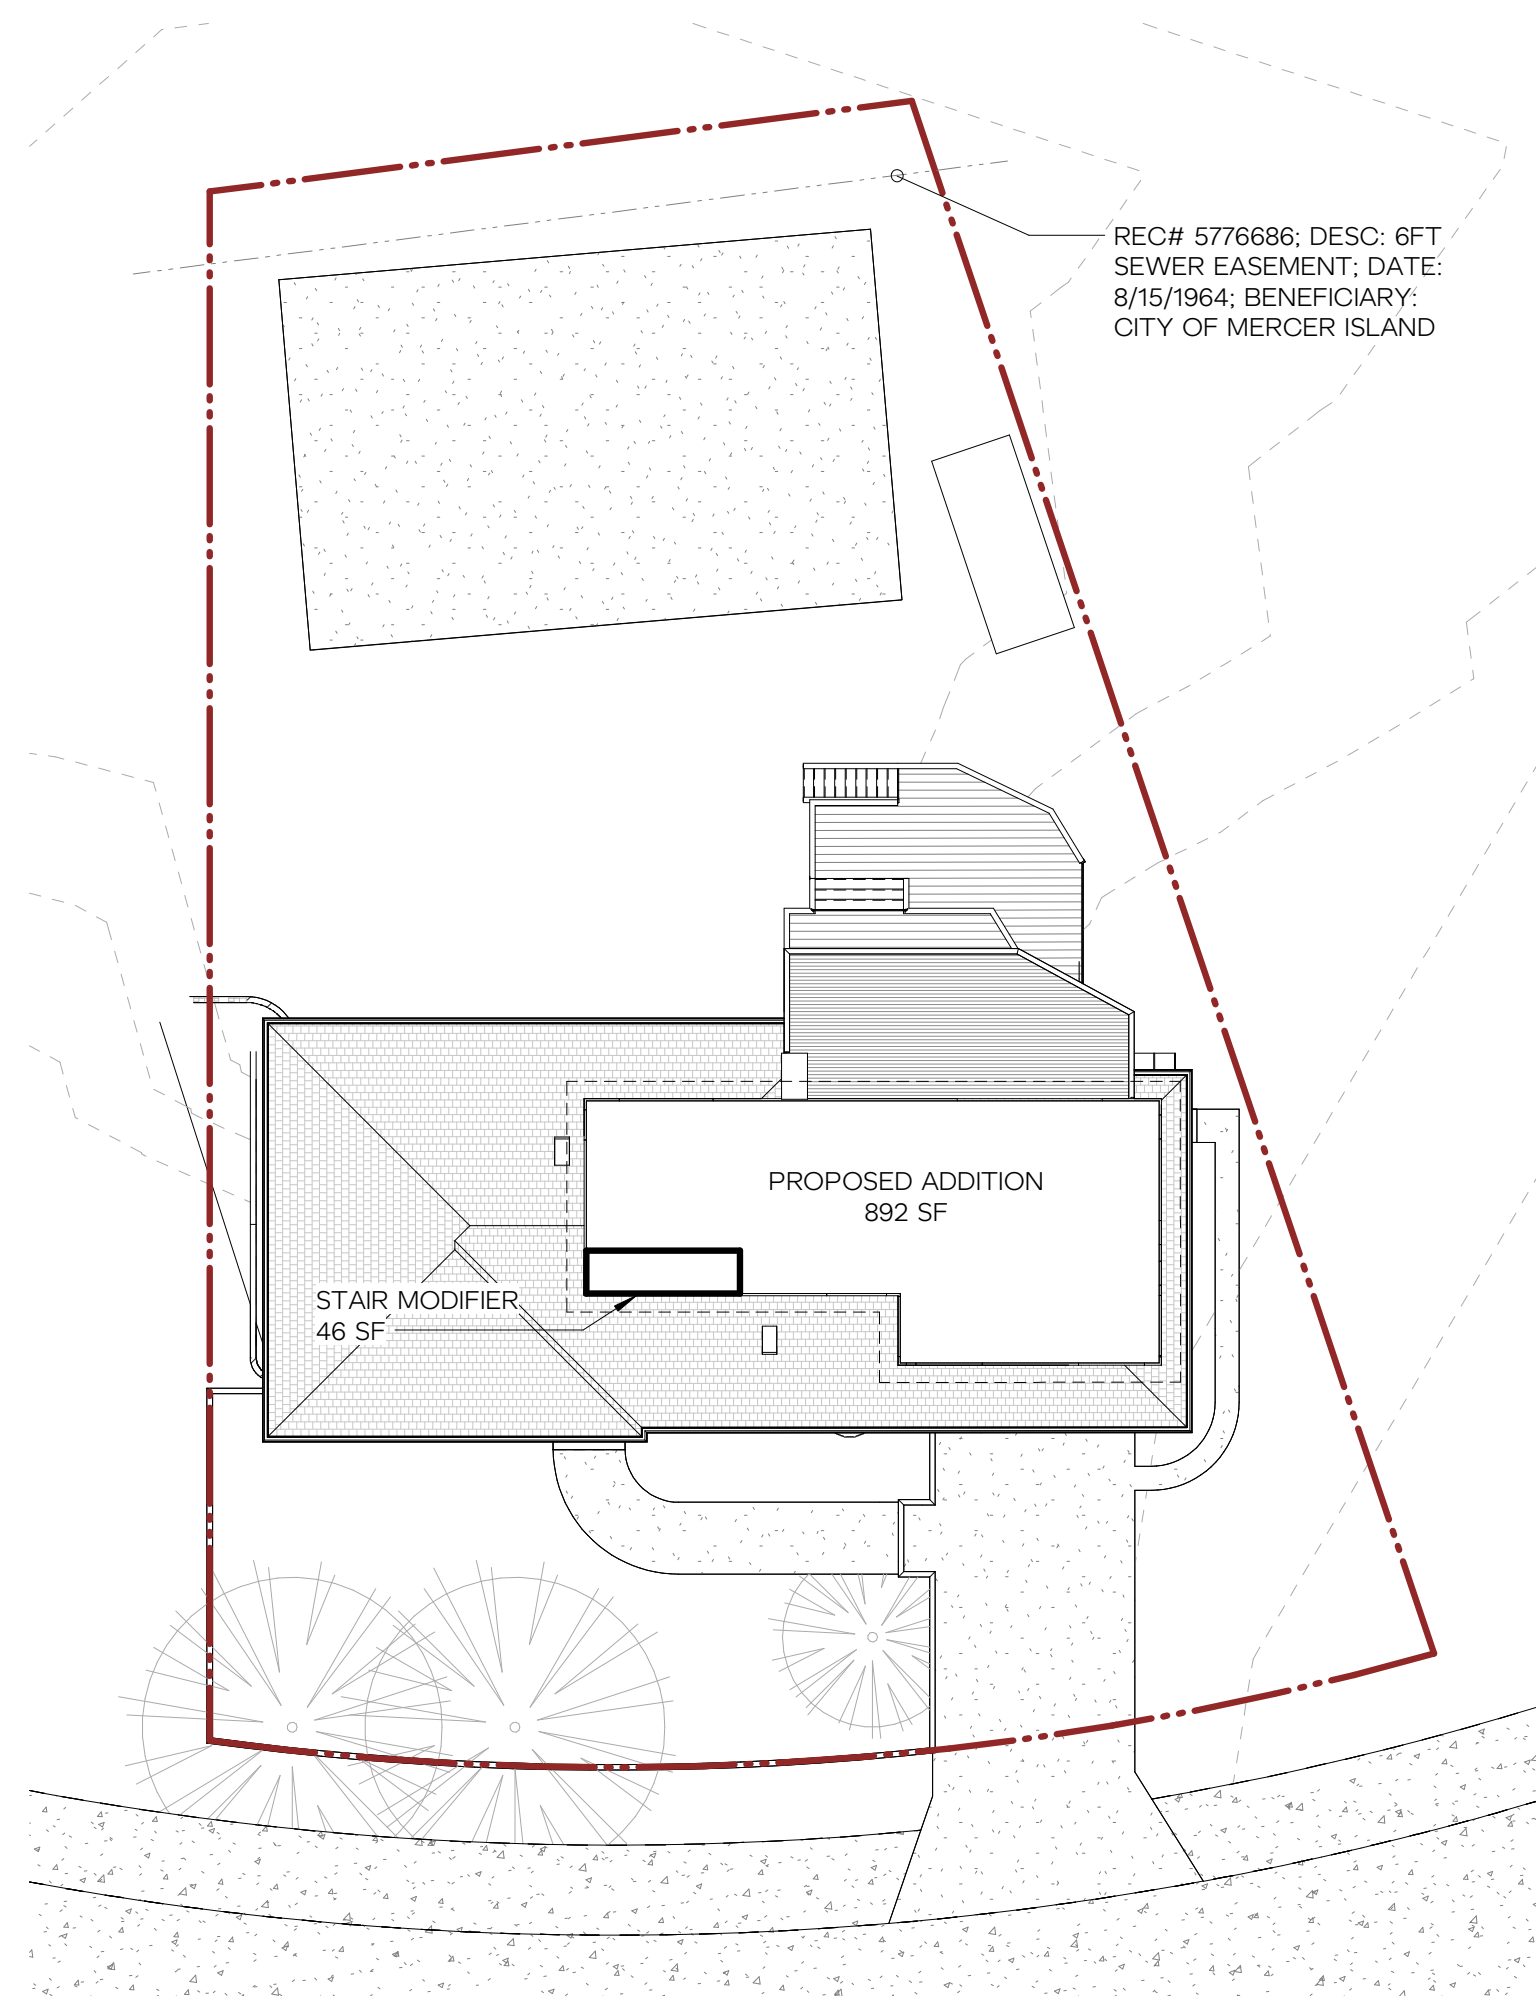 REC# 5776686; DESC: 6FT
SEWER EASEMENT; DATE:
8/15/1964; BENEFICIARY:
CITY OF MERCER ISLAND
PROPOSED ADDITION
892 SF
STAIR MODIFIER
46 SF